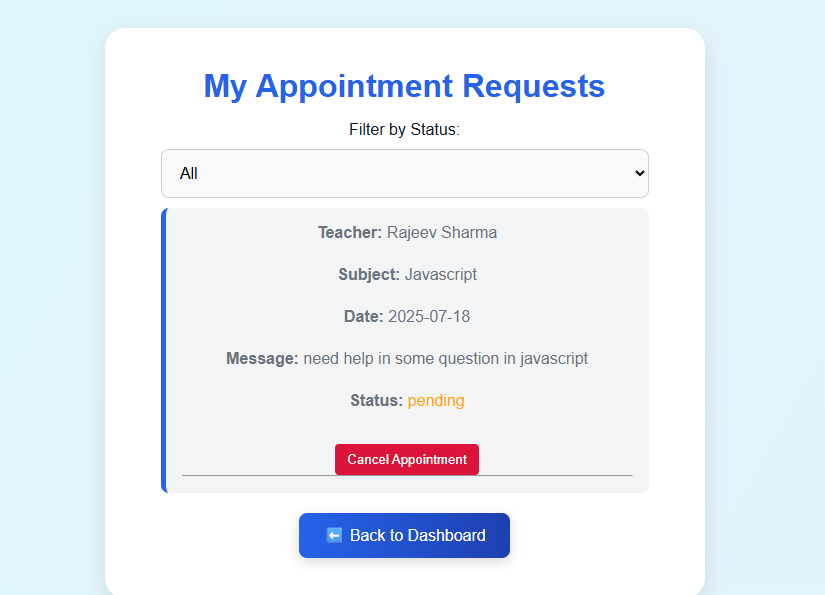 My Appointment Requests
Filter by Status:
All
Teacher: Rajeev Sharma
Subject: Javascript
Date: 2025-07-18
Message: need help in some question in javascript
Status: pending
Cancel Appointment
⬅️ Back to Dashboard